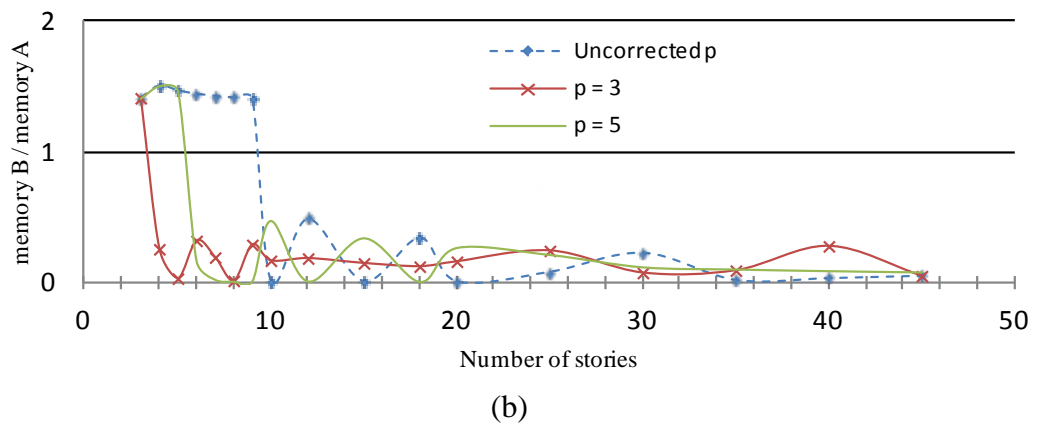 2
Uncorrected p
p = 3
p = 5
1
0
memory B / memory A
0 10 20 30 40 50
Number of stories
(b)